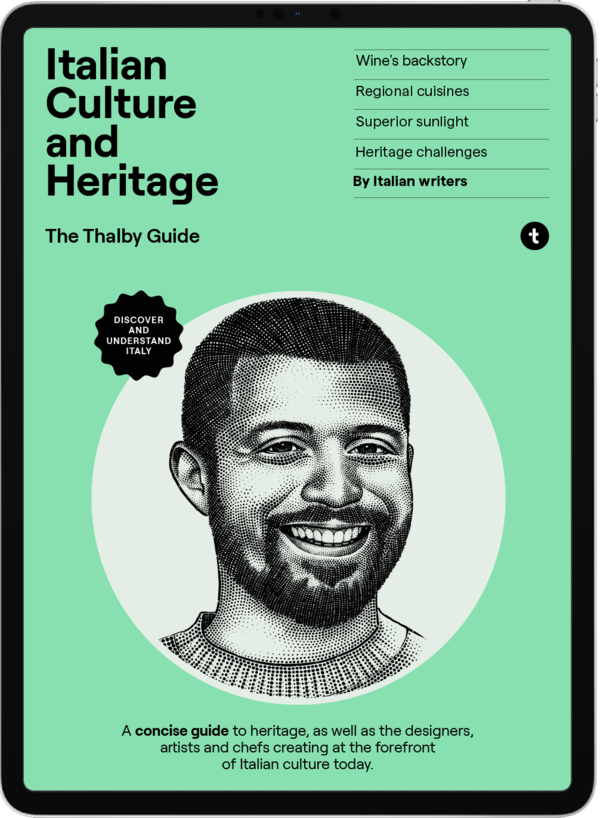 Italian
Culture
and
Heritage
Wine's backstory
Regional cuisines
Superior sunlight
Heritage challenges
By Italian writers
The Thalby Guide
t
DISCOVER
AND
UNDERSTAND
ITALY
A concise guide to heritage, as well as the designers,
artists and chefs creating at the forefront
of Italian culture today.